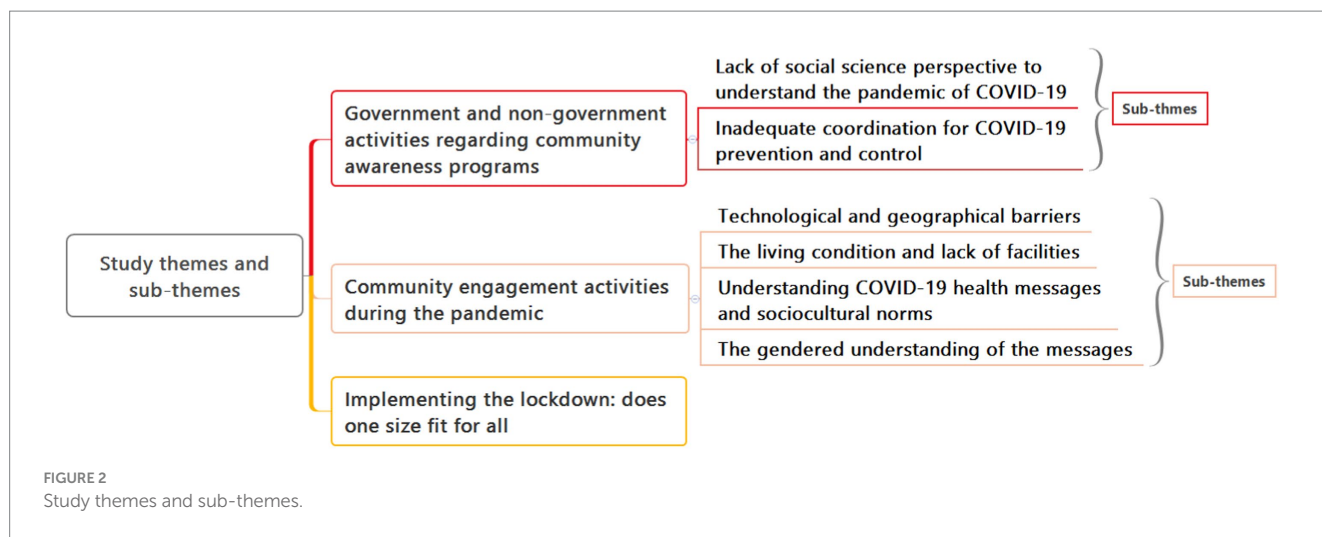 Study themes and
sub-themes
Government and non-government
activities regarding community
awareness programs
Lack of social science perspective to
understand the pandemic of COVID-19
Inadequate coordination for COVID-19
prevention and control
Sub-thmes
Community engagement activities
during the pandemic
Technological and geographical barriers
The living condition and lack of facilities
Understanding COVID-19 health messages
and sociocultural norms
The gendered understanding of the messages
Sub-themes
Implementing the lockdown: does
one size fit for all
FIGURE 2
Study themes and sub-themes.